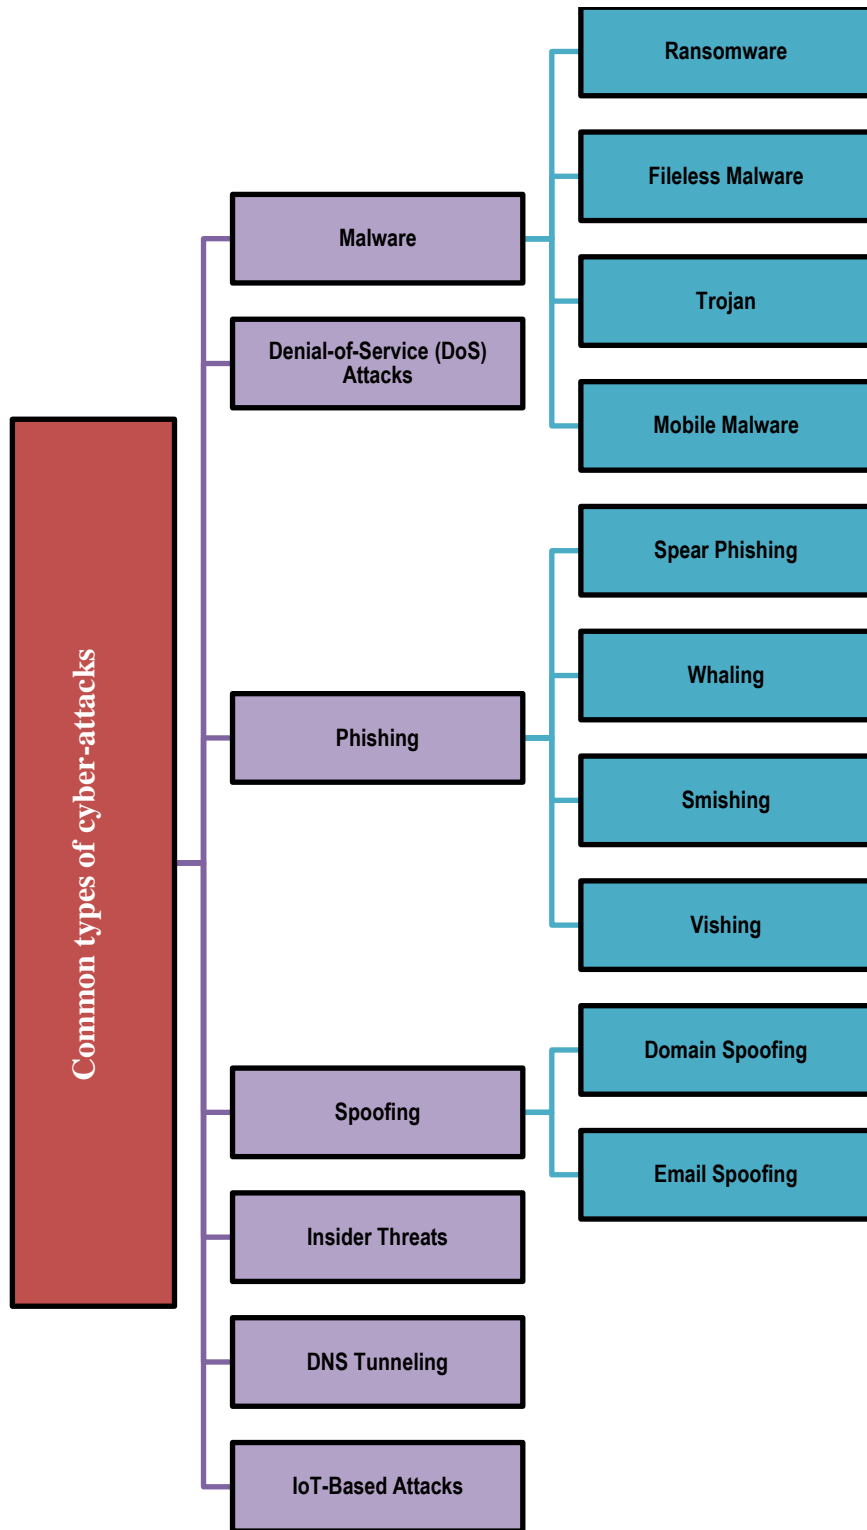 Common types of cyber-attacks
Malware
Ransomware
Fileless Malware
Trojan
Mobile Malware
Denial-of-Service (DoS)
Attacks
Phishing
Spear Phishing
Whaling
Smishing
Vishing
Spoofing
Domain Spoofing
Email Spoofing
Insider Threats
DNS Tunneling
IoT-Based Attacks